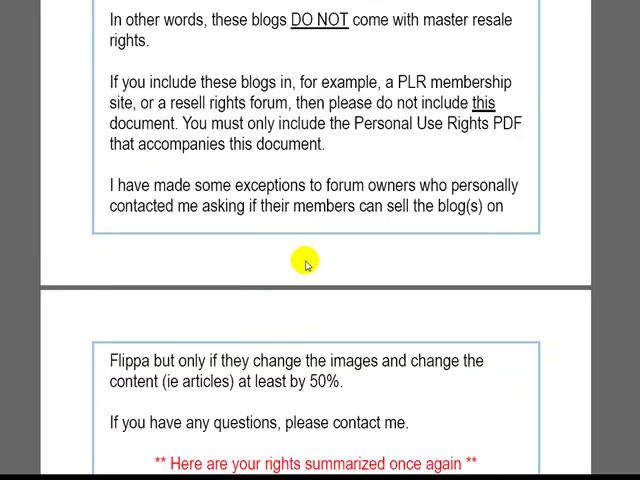 In other words, these blogs DO NOT come with master resale
rights.
If you include these blogs in, for example, a PLR membership
site, or a resell rights forum, then please do not include this
document. You must only include the Personal Use Rights PDF
that accompanies this document.
I have made some exceptions to forum owners who personally
contacted me asking if their members can sell the blog(s) on
Flippa but only if they change the images and change the
content (ie articles) at least by 50%.
If you have any questions, please contact me.
** Here are your rights summarized once again **